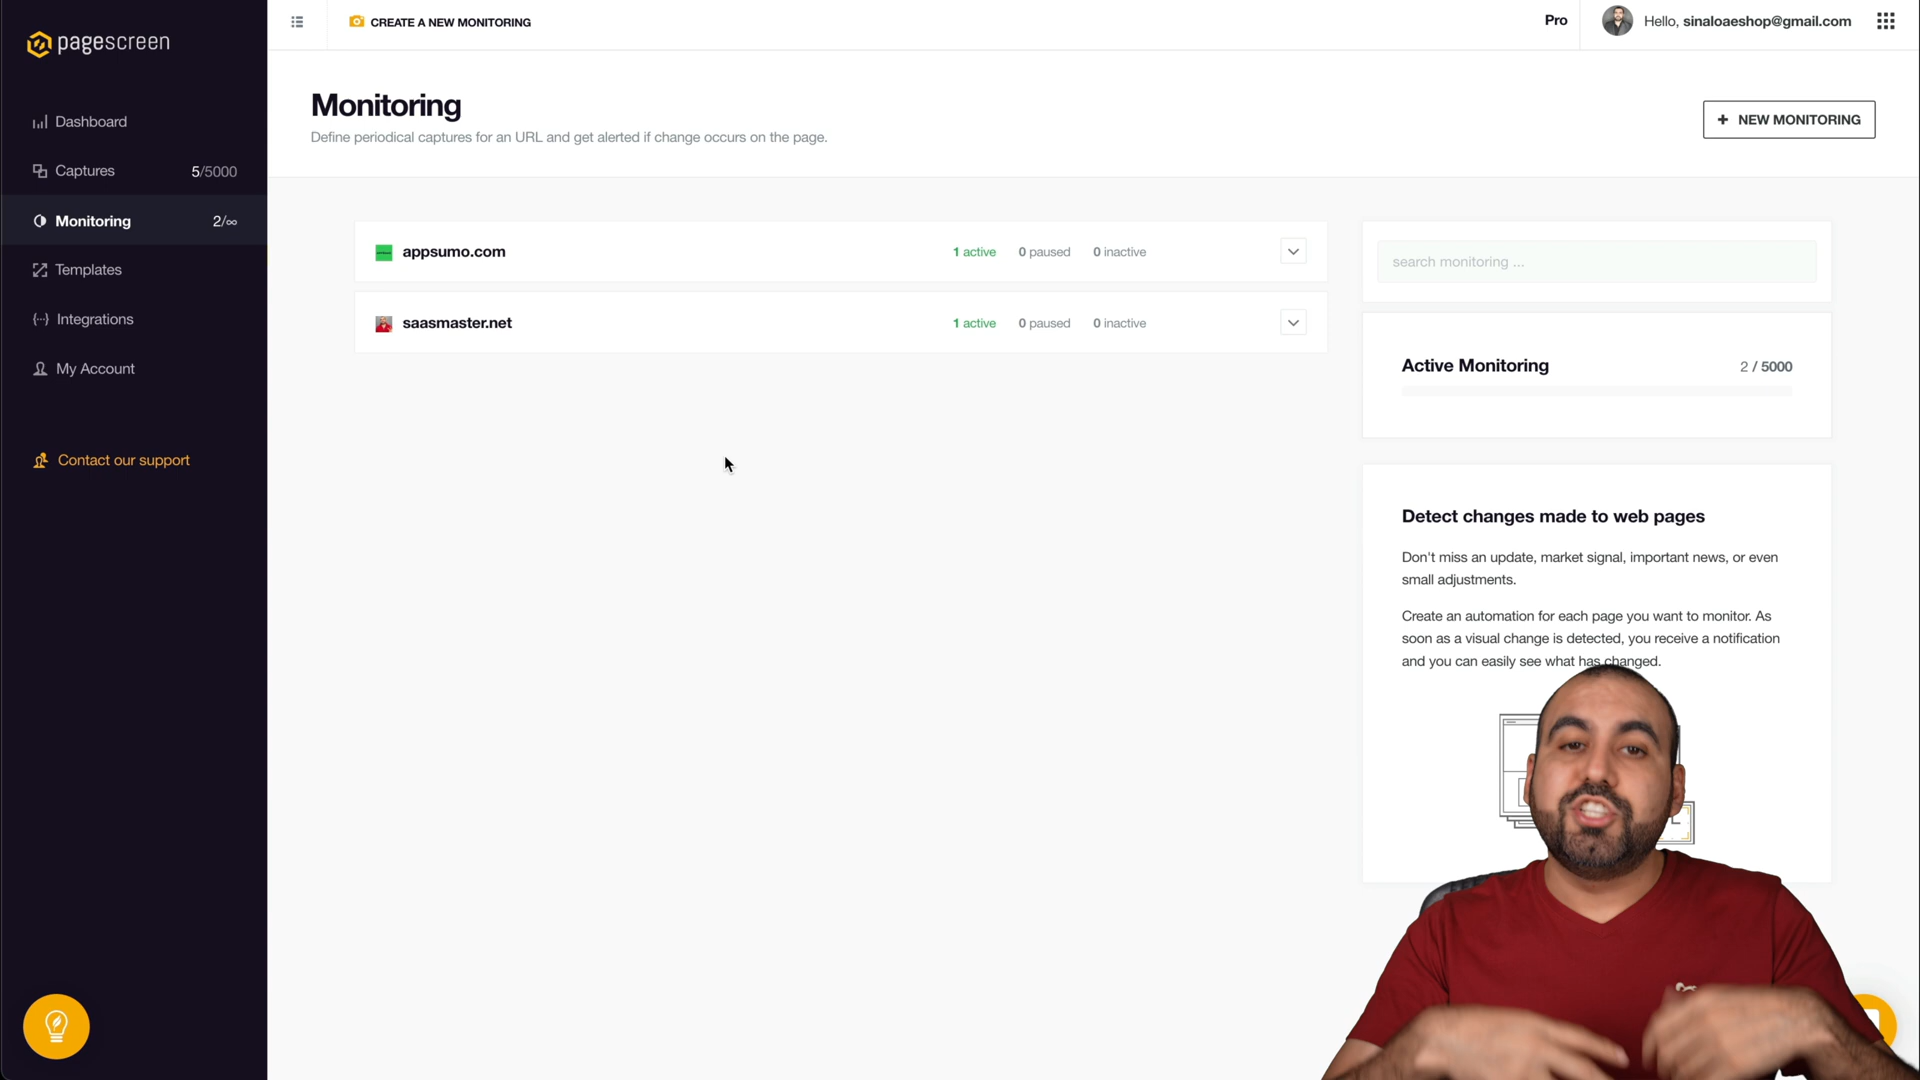 pagescreen
CREATE A NEW MONITORING
Pro
Hello, sinaloaeshop@gmail.com
Dashboard
Captures 5/5000
Monitoring 2/∞
Templates
Integrations
My Account
Contact our support
Monitoring
Define periodical captures for an URL and get alerted if change occurs on the page.
+ NEW MONITORING
appsumo.com 1 active 0 paused 0 inactive
saasmaster.net 1 active 0 paused 0 inactive
search monitoring ...
Active Monitoring 2 / 5000
Detect changes made to web pages
Don't miss an update, market signal, important news, or even
small adjustments.
Create an automation for each page you want to monitor. As
soon as a visual change is detected, you receive a notification
and you can easily see what has changed.